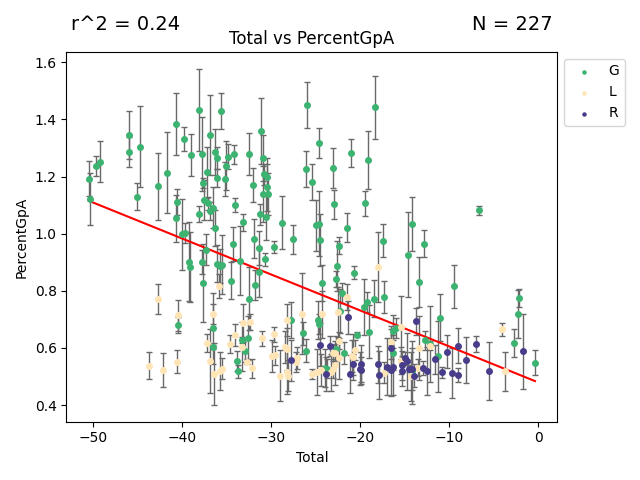 r^2 = 0.24 N = 227
Total vs PercentGpA
G
L
R
PercentGpA
1.6
1.4
1.2
1.0
0.8
0.6
0.4
−50 −40 −30 −20 −10 0
Total